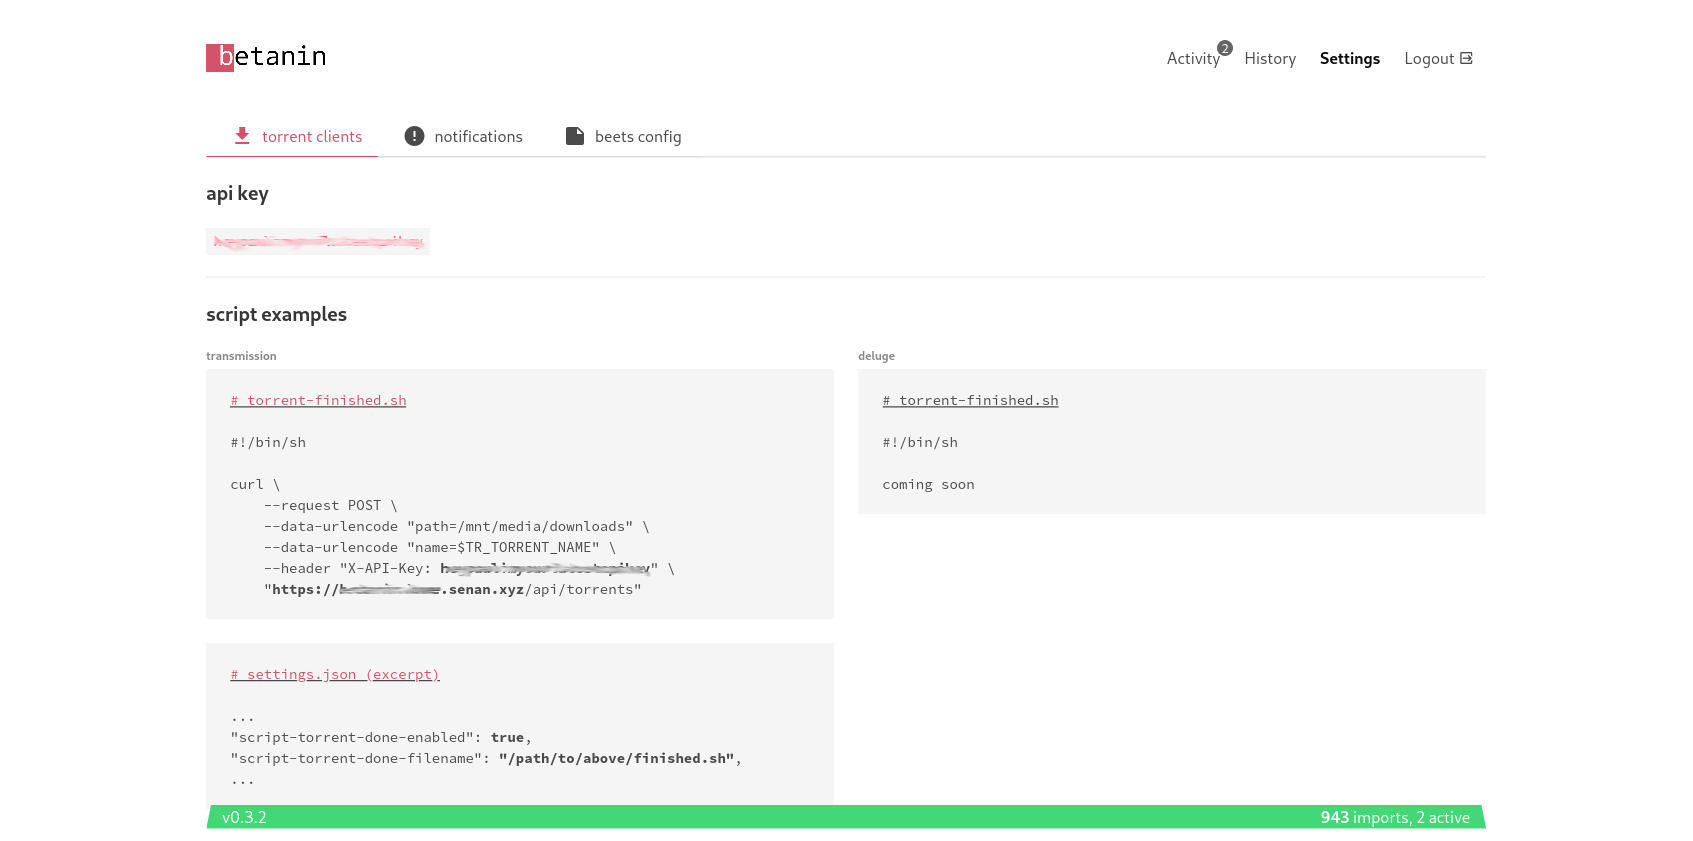 betanin
Activity 2 History Settings Logout
torrent clients notifications beets config
api key
script examples
transmission
# torrent-finished.sh
#!/bin/sh
curl \
--request POST \
--data-urlencode "path=/mnt/media/downloads" \
--data-urlencode "name=$TR_TORRENT_NAME" \
--header "X-API-Key: " \
"https://.senan.xyz/api/torrents"
# settings.json (excerpt)
...
"script-torrent-done-enabled": true,
"script-torrent-done-filename": "/path/to/above/finished.sh",
...
deluge
# torrent-finished.sh
#!/bin/sh
coming soon
v0.3.2 943 imports, 2 active